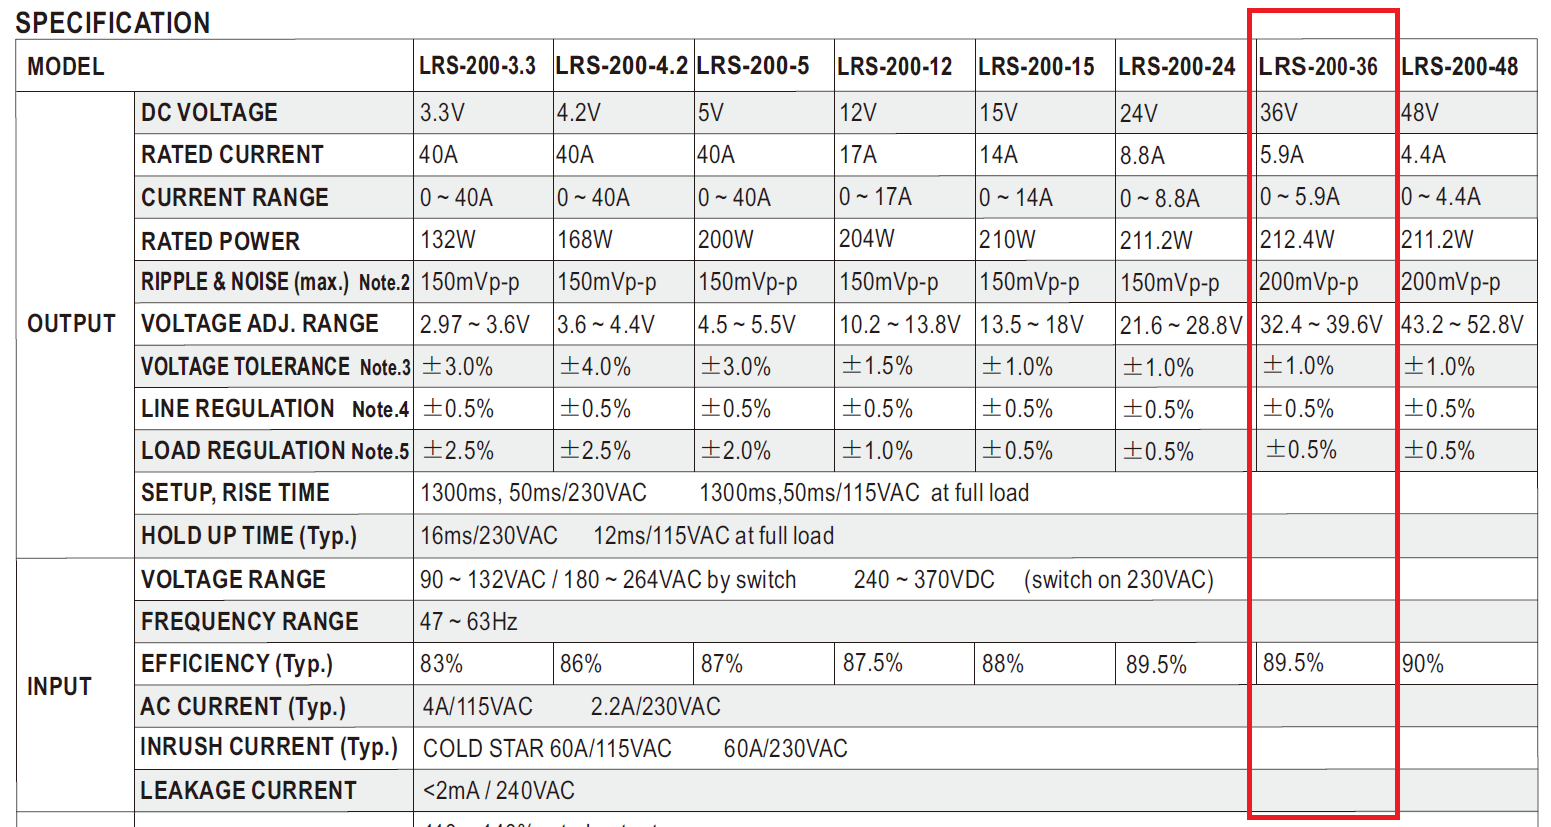 SPECIFICATION
MODEL LRS-200-3.3 LRS-200-4.2 LRS-200-5 LRS-200-12 LRS-200-15 LRS-200-24 LRS-200-36 LRS-200-48
OUTPUT
DC VOLTAGE 3.3V 4.2V 5V 12V 15V 24V 36V 48V
RATED CURRENT 40A 40A 40A 17A 14A 8.8A 5.9A 4.4A
CURRENT RANGE 0 ~ 40A 0 ~ 40A 0 ~ 40A 0 ~ 17A 0 ~ 14A 0 ~ 8.8A 0 ~ 5.9A 0 ~ 4.4A
RATED POWER 132W 168W 200W 204W 210W 211.2W 212.4W 211.2W
RIPPLE & NOISE (max.) Note.2 150mVp-p 150mVp-p 150mVp-p 150mVp-p 150mVp-p 150mVp-p 200mVp-p 200mVp-p
VOLTAGE ADJ. RANGE 2.97 ~ 3.6V 3.6 ~ 4.4V 4.5 ~ 5.5V 10.2 ~ 13.8V 13.5 ~ 18V 21.6 ~ 28.8V 32.4 ~ 39.6V 43.2 ~ 52.8V
VOLTAGE TOLERANCE Note.3 ±3.0% ±4.0% ±3.0% ±1.5% ±1.0% ±1.0% ±1.0% ±1.0%
LINE REGULATION Note.4 ±0.5% ±0.5% ±0.5% ±0.5% ±0.5% ±0.5% ±0.5% ±0.5%
LOAD REGULATION Note.5 ±2.5% ±2.5% ±2.0% ±1.0% ±0.5% ±0.5% ±0.5% ±0.5%
SETUP, RISE TIME 1300ms, 50ms/230VAC 1300ms,50ms/115VAC at full load
HOLD UP TIME (Typ.) 16ms/230VAC 12ms/115VAC at full load
INPUT
VOLTAGE RANGE 90 ~ 132VAC / 180 ~ 264VAC by switch 240 ~ 370VDC (switch on 230VAC)
FREQUENCY RANGE 47 ~ 63Hz
EFFICIENCY (Typ.) 83% 86% 87% 87.5% 88% 89.5% 89.5% 90%
AC CURRENT (Typ.) 4A/115VAC 2.2A/230VAC
INRUSH CURRENT (Typ.) COLD STAR 60A/115VAC 60A/230VAC
LEAKAGE CURRENT <2mA / 240VAC